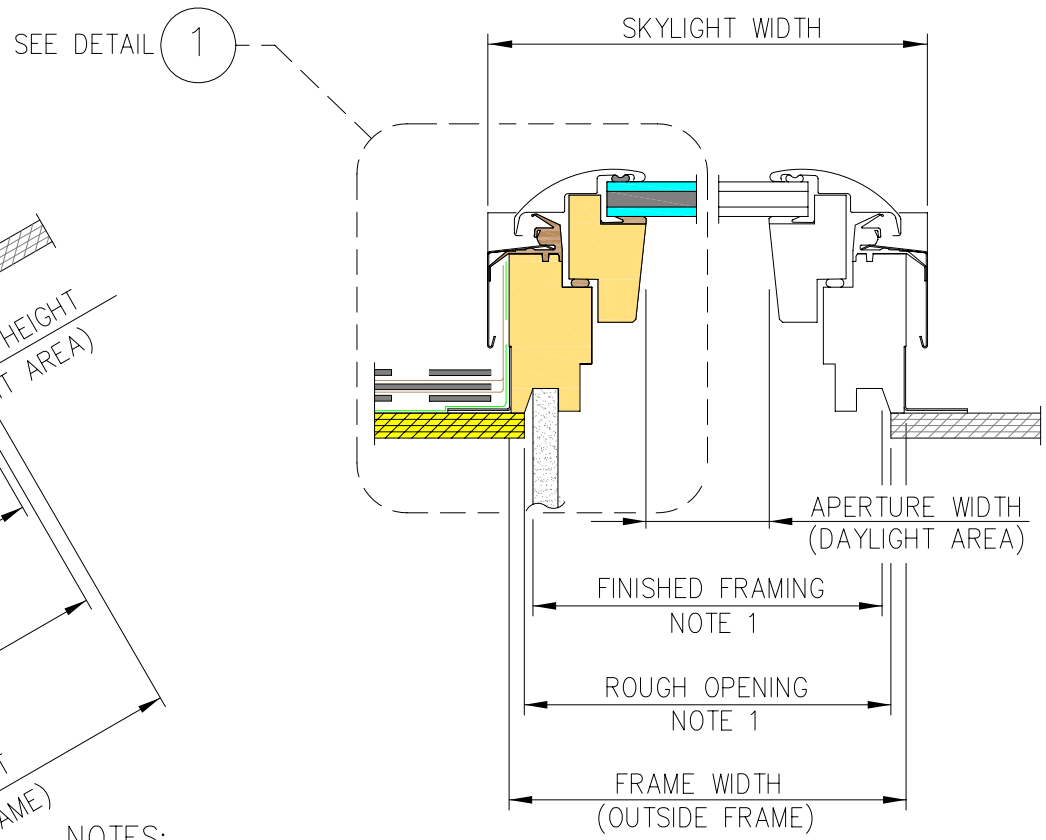 SEE DETAIL 1
SKYLIGHT WIDTH
HEIGHT
AREA)
APERTURE WIDTH
(DAYLIGHT AREA)
FINISHED FRAMING
NOTE 1
ROUGH OPENING
NOTE 1
FRAME WIDTH
(OUTSIDE FRAME)
NOTES: